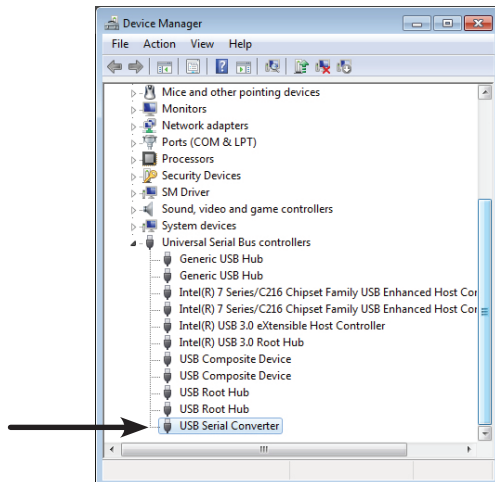 Device Manager
File Action View Help
Mice and other pointing devices
Monitors
Network adapters
Ports (COM & LPT)
Processors
Security Devices
SM Driver
Sound, video and game controllers
System devices
Universal Serial Bus controllers
Generic USB Hub
Generic USB Hub
Intel(R) 7 Series/C216 Chipset Family USB Enhanced Host Cor
Intel(R) 7 Series/C216 Chipset Family USB Enhanced Host Cor
Intel(R) USB 3.0 eXtensible Host Controller
Intel(R) USB 3.0 Root Hub
USB Composite Device
USB Composite Device
USB Root Hub
USB Root Hub
USB Serial Converter